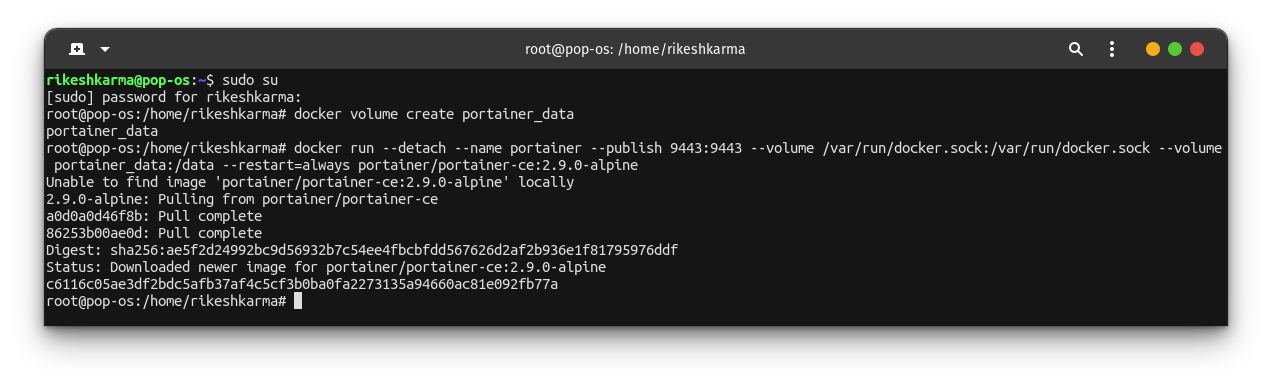 root@pop-os: /home/rikeshkarma
rikeshkarma@pop-os:~$ sudo su
[sudo] password for rikeshkarma:
root@pop-os:/home/rikeshkarma# docker volume create portainer_data
portainer_data
root@pop-os:/home/rikeshkarma# docker run --detach --name portainer --publish 9443:9443 --volume /var/run/docker.sock:/var/run/docker.sock --volume
portainer_data:/data --restart=always portainer/portainer-ce:2.9.0-alpine
Unable to find image 'portainer/portainer-ce:2.9.0-alpine' locally
2.9.0-alpine: Pulling from portainer/portainer-ce
a0d0a0d46f8b: Pull complete
86253b00ae0d: Pull complete
Digest: sha256:ae5f2d24992bc9d56932b7c54ee4fbcbfdd567626d2af2b936e1f81795976ddf
Status: Downloaded newer image for portainer/portainer-ce:2.9.0-alpine
c6116c05ae3df2bdc5afb37af4c5cf3b0ba0fa2273135a94660ac81e092fb77a
root@pop-os:/home/rikeshkarma#